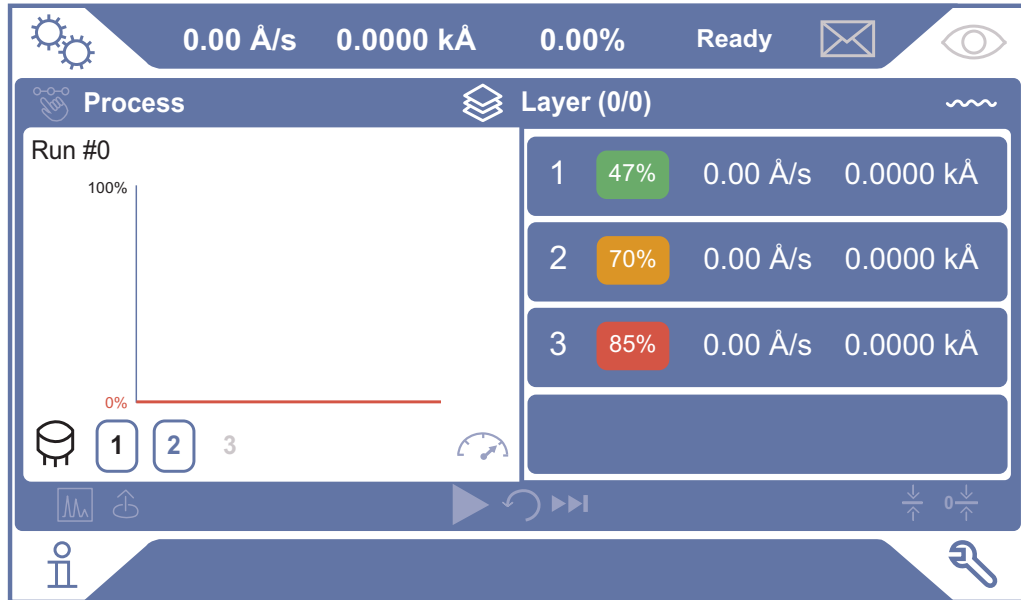 0.00 Å/s 0.0000 kÅ 0.00% Ready
Process Layer (0/0)
Run #0
100%
0%
1 2 3
1 47% 0.00 Å/s 0.0000 kÅ
2 70% 0.00 Å/s 0.0000 kÅ
3 85% 0.00 Å/s 0.0000 kÅ
0